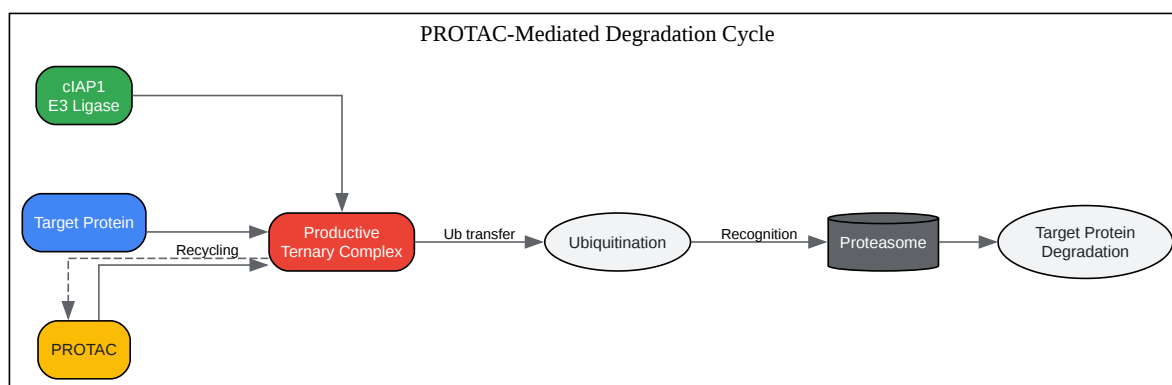 PROTAC-Mediated Degradation Cycle
cIAP1
E3 Ligase
Target Protein
Recycling
PROTAC
Productive
Ternary Complex
Ub transfer
Ubiquitination
Recognition
Proteasome
Target Protein
Degradation